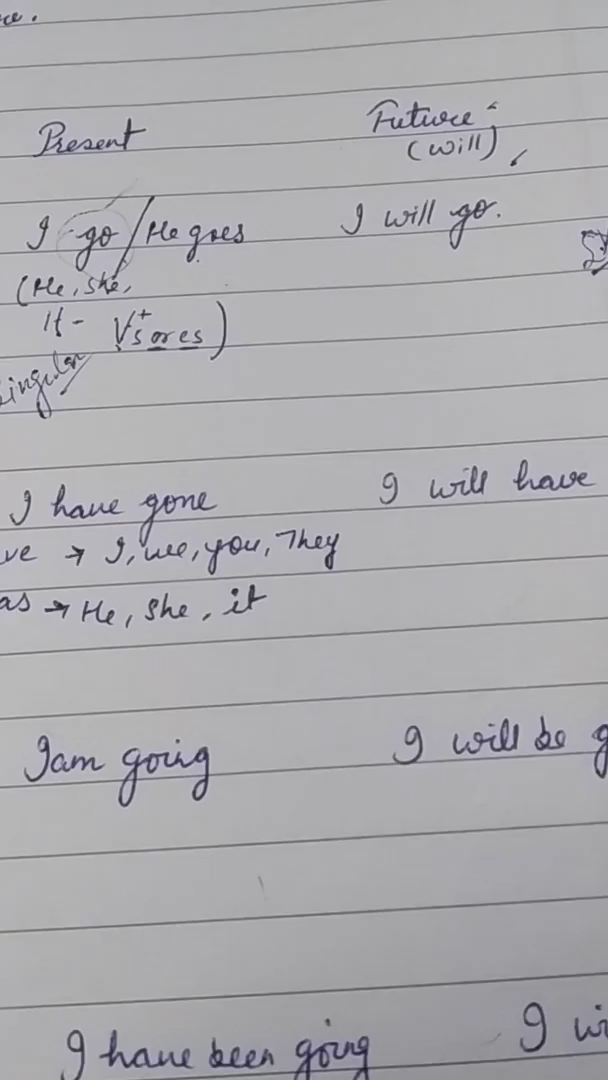 Present Future:
(will),
I go / He goes I will go.
(He, she,
It - V+s or es)
Singular
I have gone I will have
ve → I, we, you, They
as → He, she, it
I am going I will be g
I have been going I wi